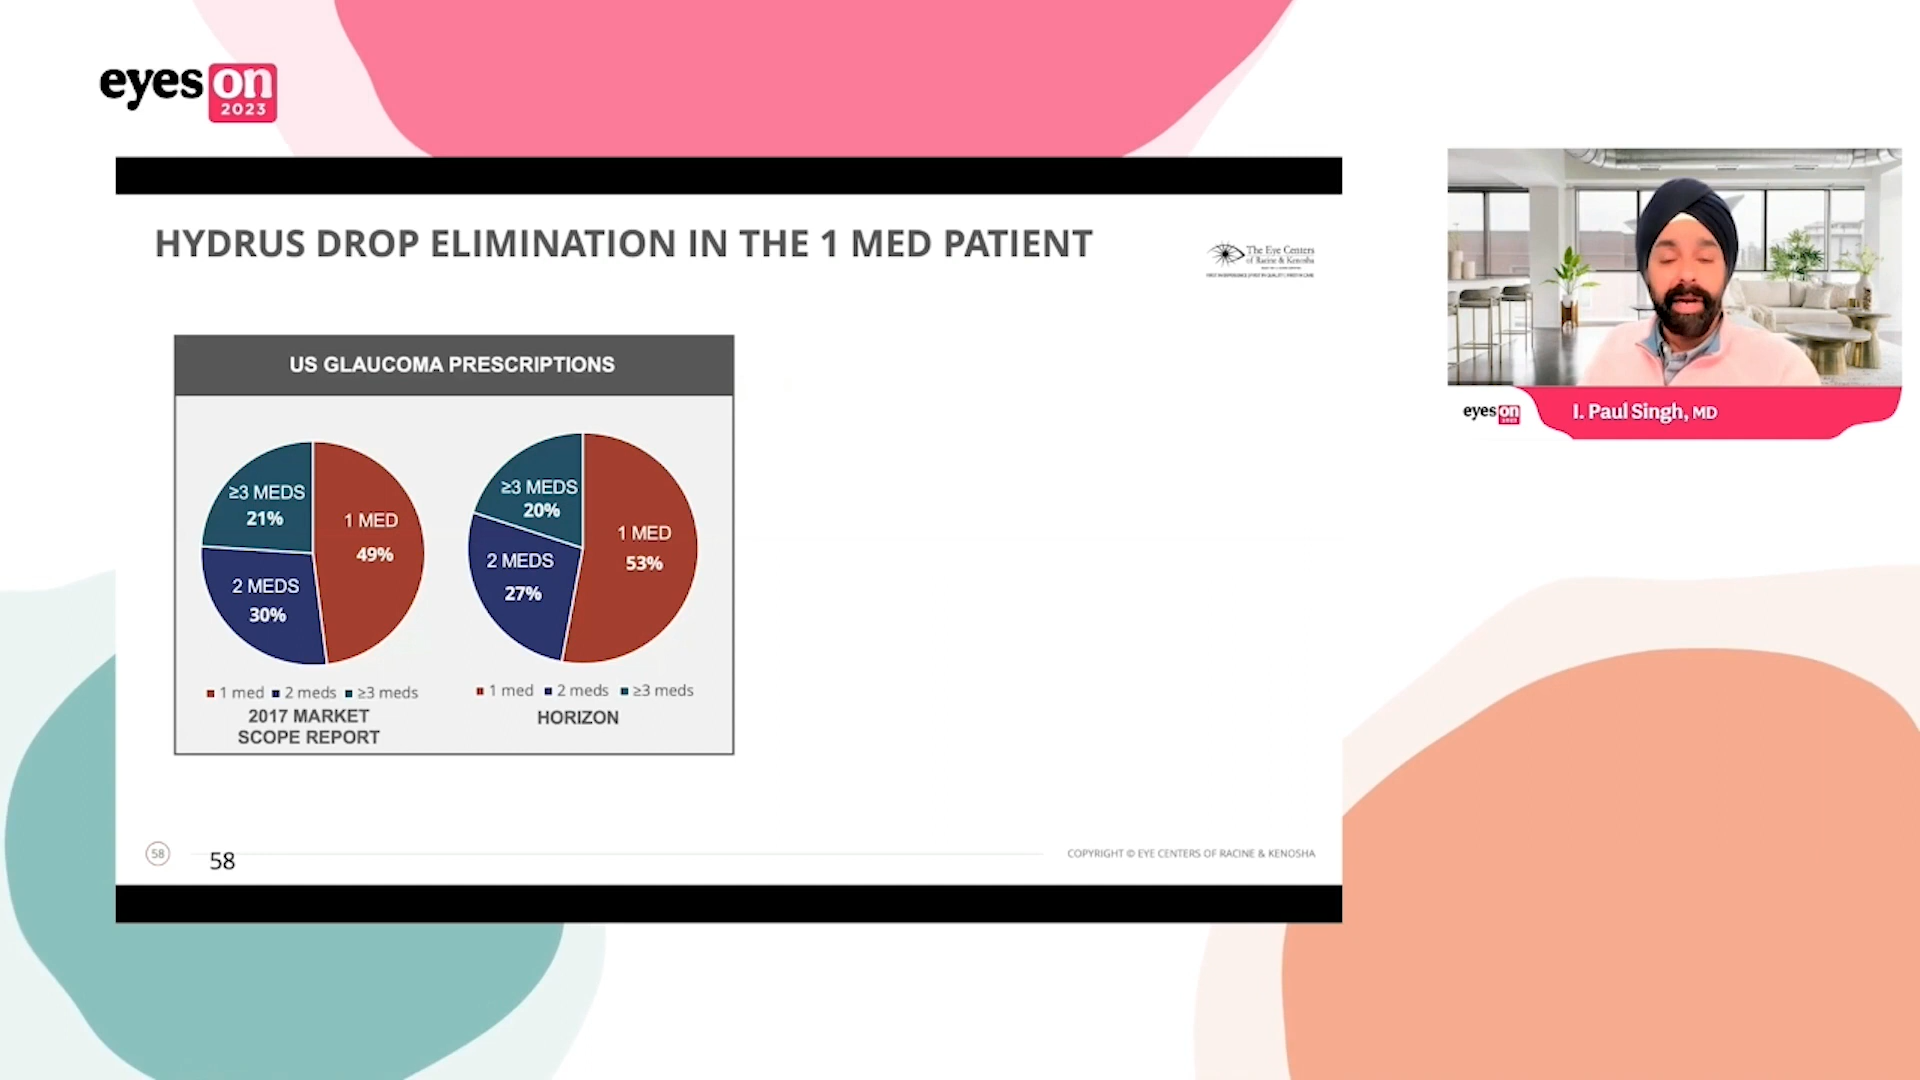 eyes on
2023
HYDRUS DROP ELIMINATION IN THE 1 MED PATIENT
The Eye Centers
of Racine & Kenosha
US GLAUCOMA PRESCRIPTIONS
≥3 MEDS
21%
1 MED
49%
2 MEDS
30%
1 med 2 meds ≥3 meds
2017 MARKET
SCOPE REPORT
≥3 MEDS
20%
1 MED
53%
2 MEDS
27%
1 med 2 meds ≥3 meds
HORIZON
58
58
COPYRIGHT © EYE CENTERS OF RACINE & KENOSHA
eyes on
2023
I. Paul Singh, MD